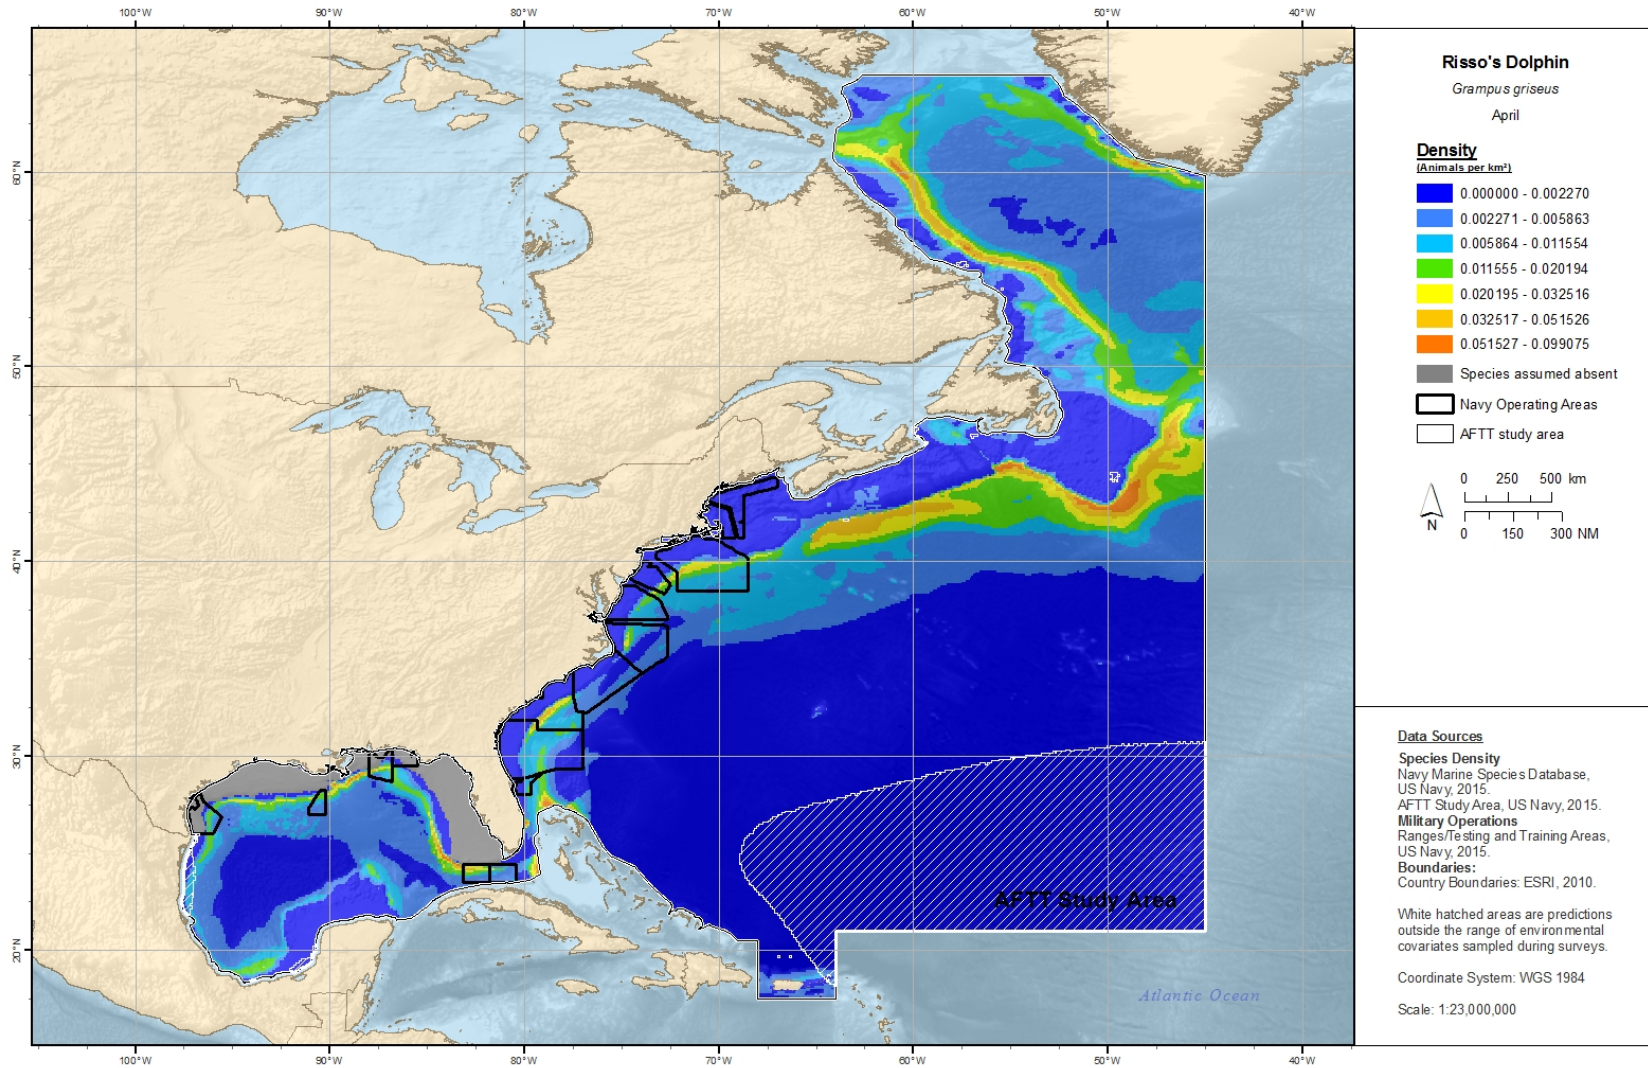 100°W 90°W 80°W 70°W 60°W 50°W 40°W
60°N
50°N
40°N
30°N
20°N
60°N
50°N
40°N
30°N
20°N
AFTT Study Area
Atlantic Ocean
100°W 90°W 80°W 70°W 60°W 50°W 40°W
Risso's Dolphin
Grampus griseus
April
Density
(Animals per km²)
0.000000 - 0.002270
0.002271 - 0.005863
0.005864 - 0.011554
0.011555 - 0.020194
0.020195 - 0.032516
0.032517 - 0.051526
0.051527 - 0.099075
Species assumed absent
Navy Operating Areas
AFTT study area
N
0 250 500 km
0 150 300 NM
Data Sources
Species Density
Navy Marine Species Database,
US Navy, 2015.
AFTT Study Area, US Navy, 2015.
Military Operations
Ranges/Testing and Training Areas,
US Navy, 2015.
Boundaries:
Country Boundaries: ESRI, 2010.
White hatched areas are predictions
outside the range of environmental
covariates sampled during surveys.
Coordinate System: WGS 1984
Scale: 1:23,000,000